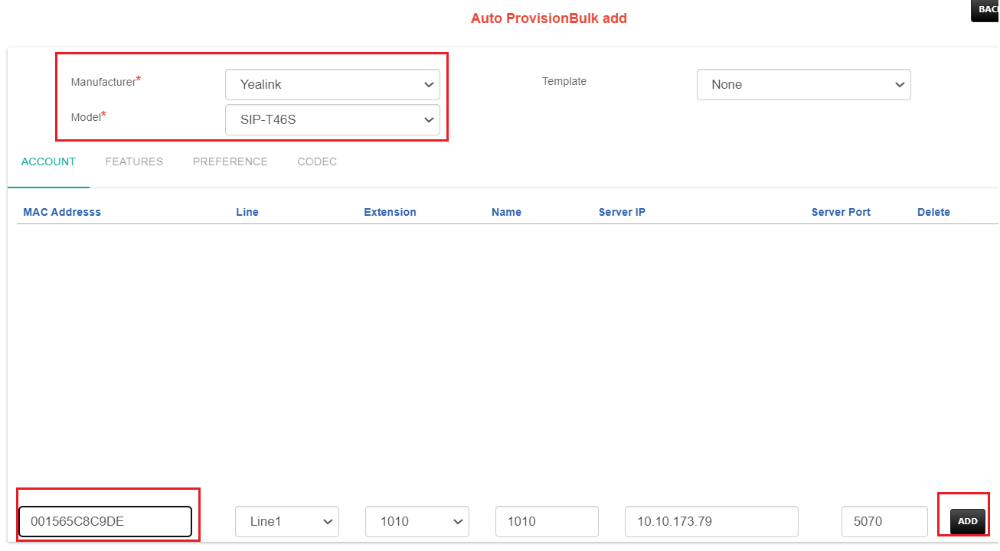 BAC
Auto ProvisionBulk add
Manufacturer* Yealink Template None
Model* SIP-T46S
ACCOUNT FEATURES PREFERENCE CODEC
MAC Addresss Line Extension Name Server IP Server Port Delete
001565C8C9DE Line1 1010 1010 10.10.173.79 5070 ADD